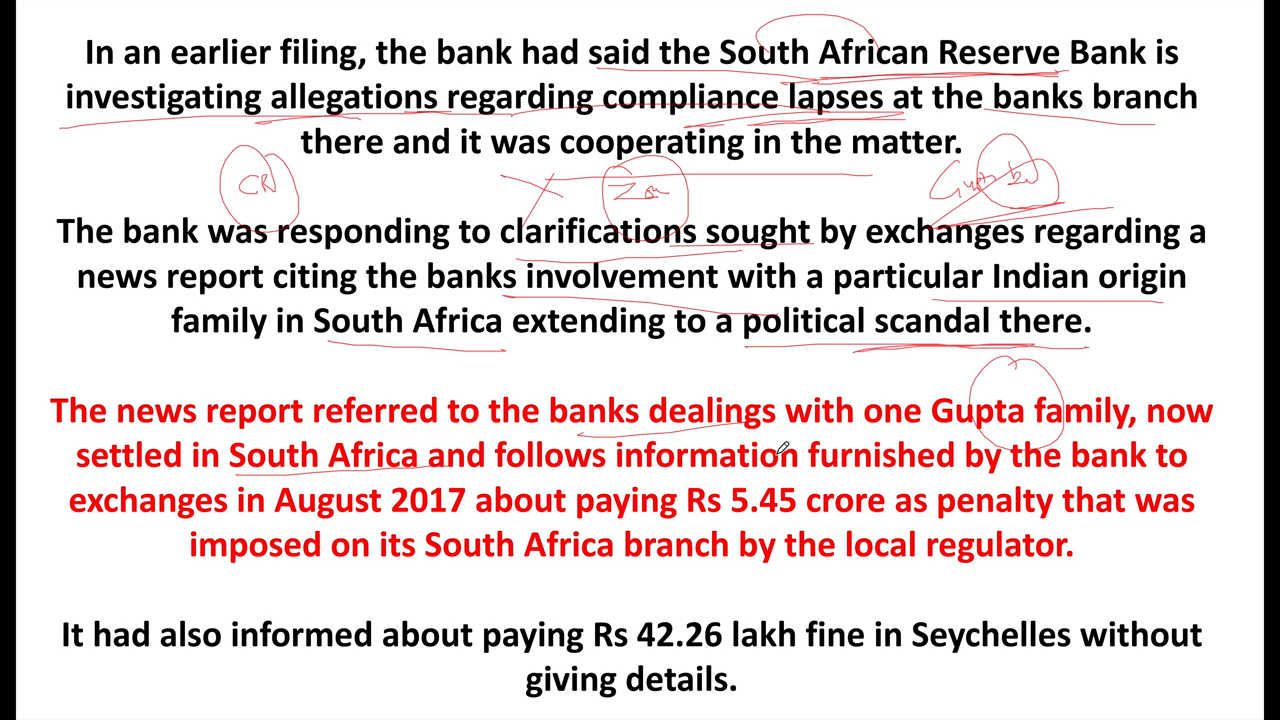 In an earlier filing, the bank had said the South African Reserve Bank is
investigating allegations regarding compliance lapses at the banks branch
there and it was cooperating in the matter.
The bank was responding to clarifications sought by exchanges regarding a
news report citing the banks involvement with a particular Indian origin
family in South Africa extending to a political scandal there.
The news report referred to the banks dealings with one Gupta family, now
settled in South Africa and follows information furnished by the bank to
exchanges in August 2017 about paying Rs 5.45 crore as penalty that was
imposed on its South Africa branch by the local regulator.
It had also informed about paying Rs 42.26 lakh fine in Seychelles without
giving details.